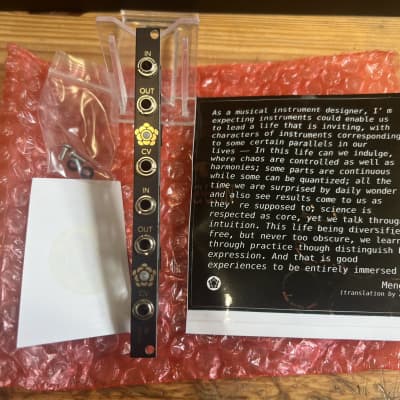 IN
OUT
CV
IN
OUT
As a musical instrument designer, I'm
expecting instruments could enable us
to lead a life that is inviting, with
characters of instruments corresponding
to some certain parallels in our
lives — In this life can we indulge,
where chaos are controlled as well as
harmonies; some parts are continuous
while some can be quantized; all the
time we are surprised by daily wonder
and also see results come to us as
they're supposed to; science is
respected as core, yet we talk through
intuition. This life being diversified
free, but never too obscure, we learn
through practice though distinguish b
expression. And that is good
experiences to be entirely immersed
Meng
(translation by